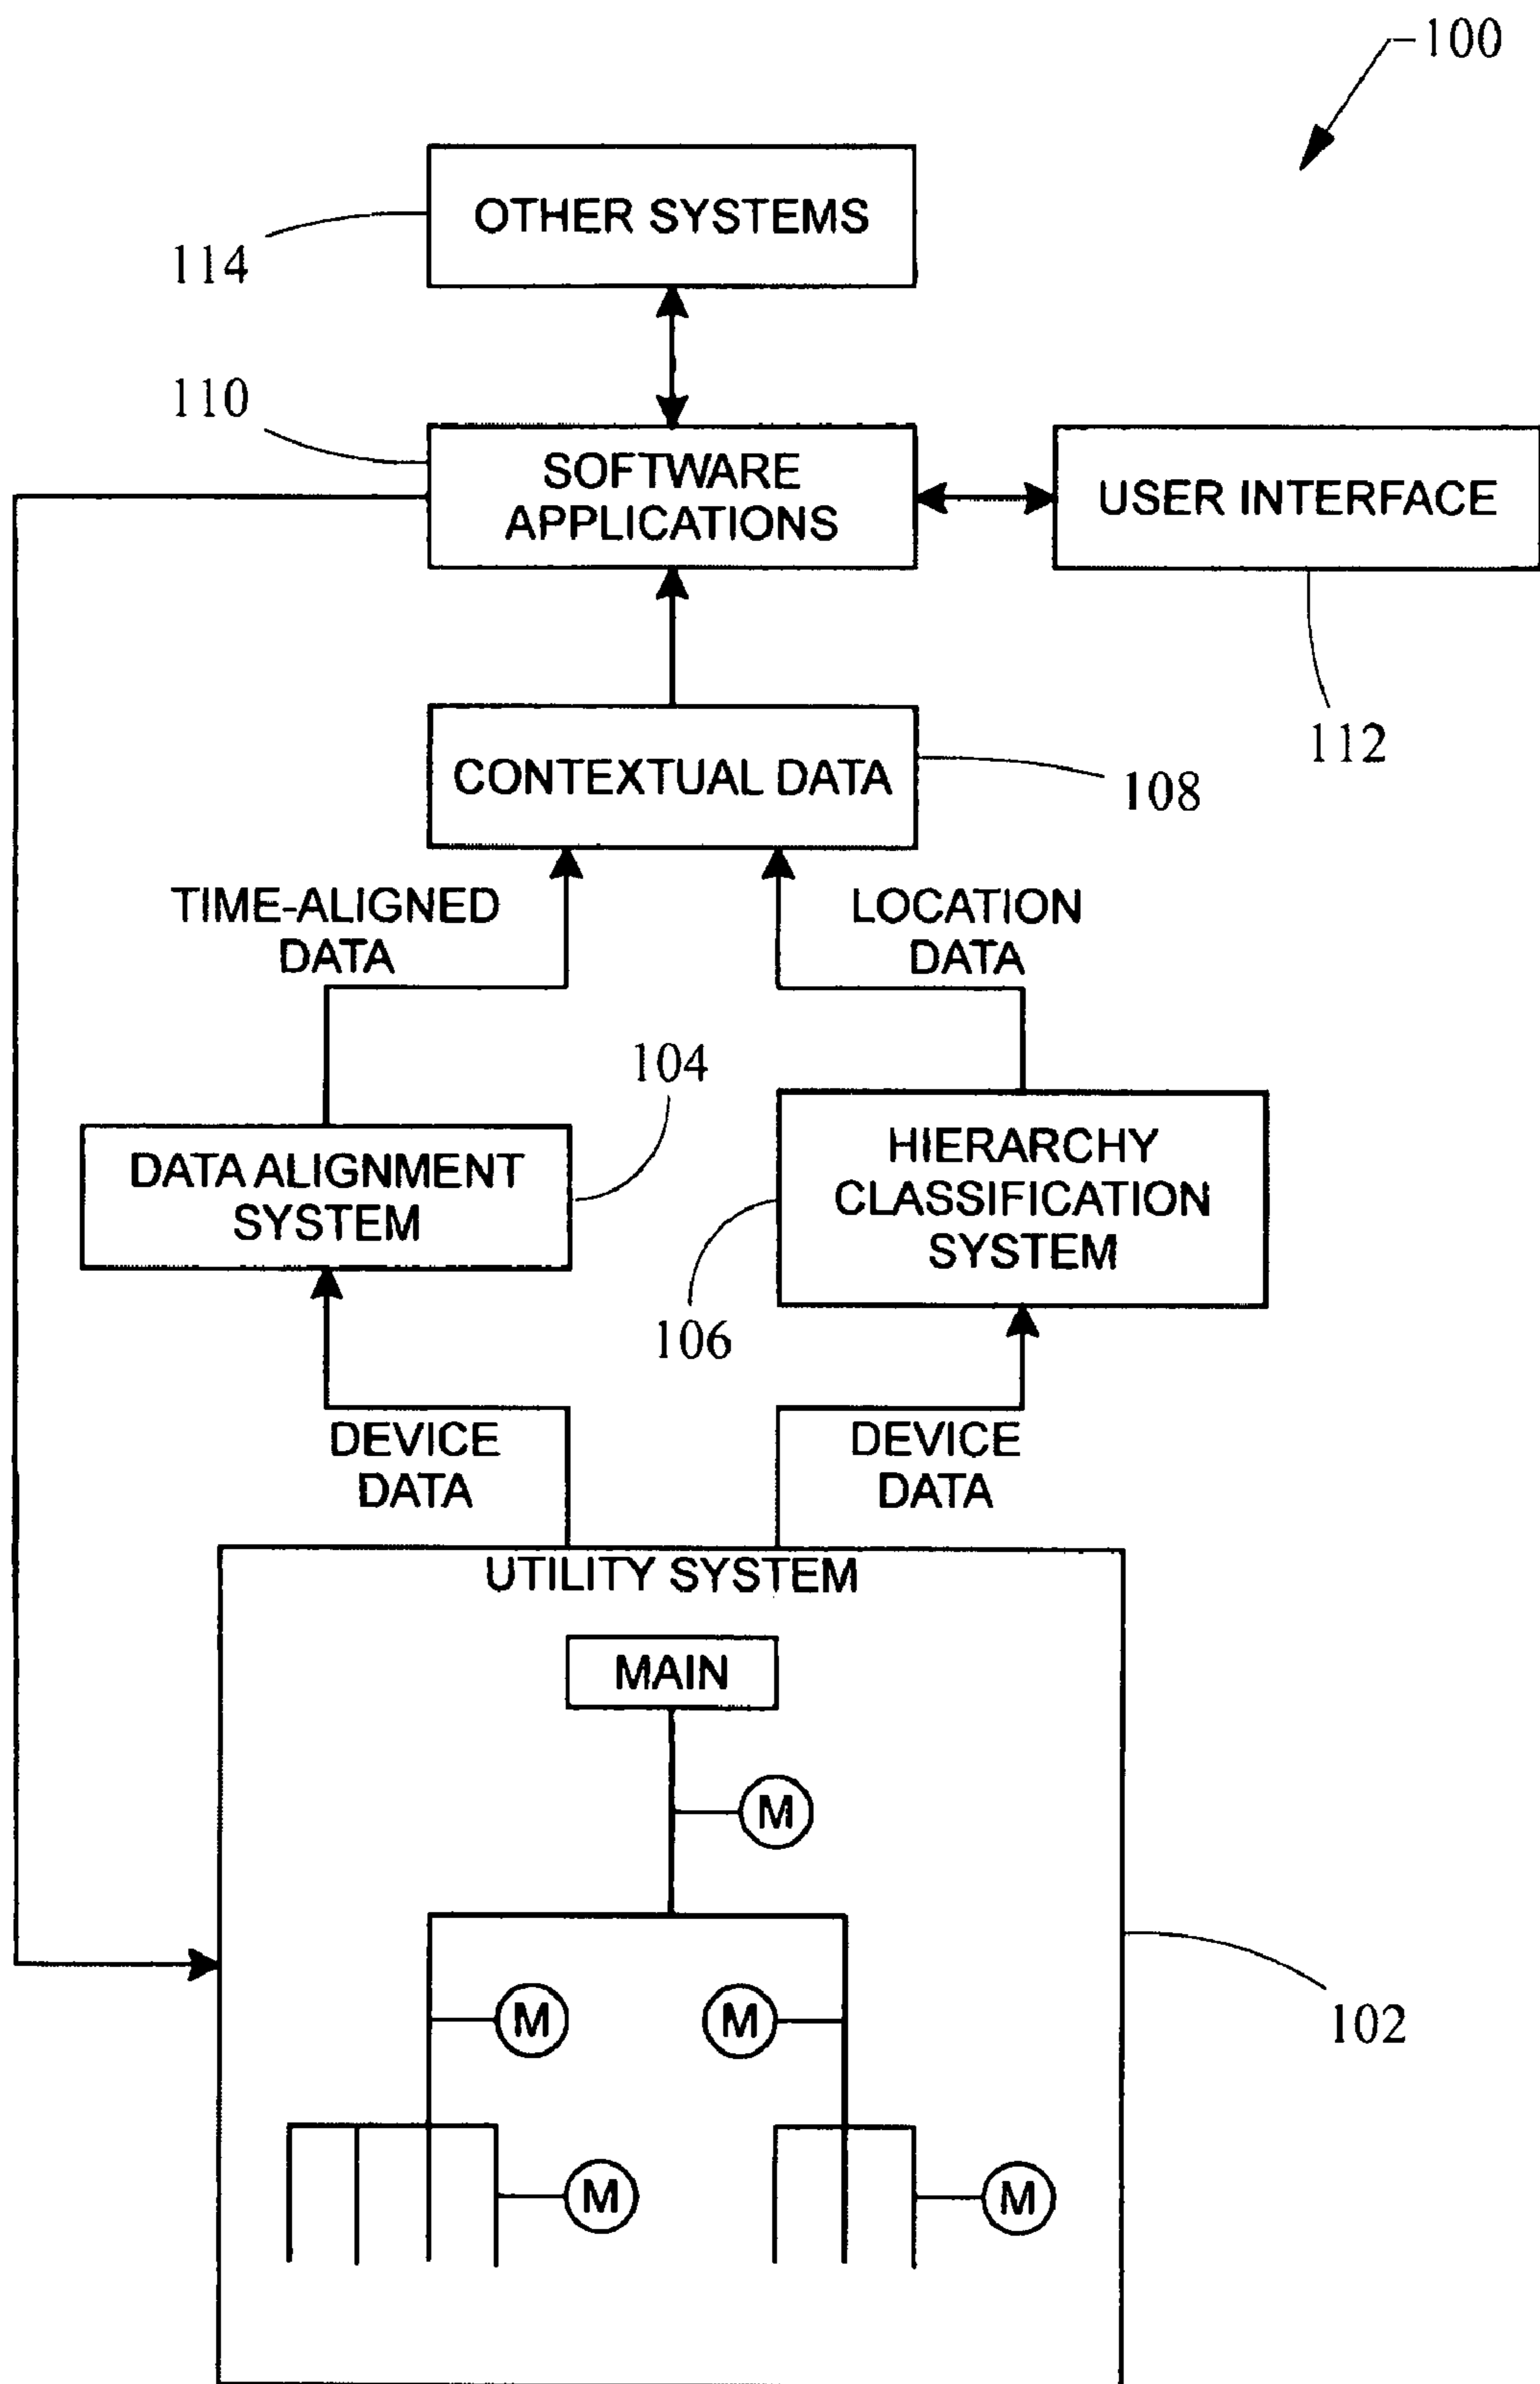 100
OTHER SYSTEMS
114
110
SOFTWARE
APPLICATIONS
USER INTERFACE
112
CONTEXTUAL DATA
108
TIME-ALIGNED
DATA
LOCATION
DATA
104
DATA ALIGNMENT
SYSTEM
HIERARCHY
CLASSIFICATION
SYSTEM
106
DEVICE
DATA
DEVICE
DATA
UTILITY SYSTEM
MAIN
M
M
M
102
M
M